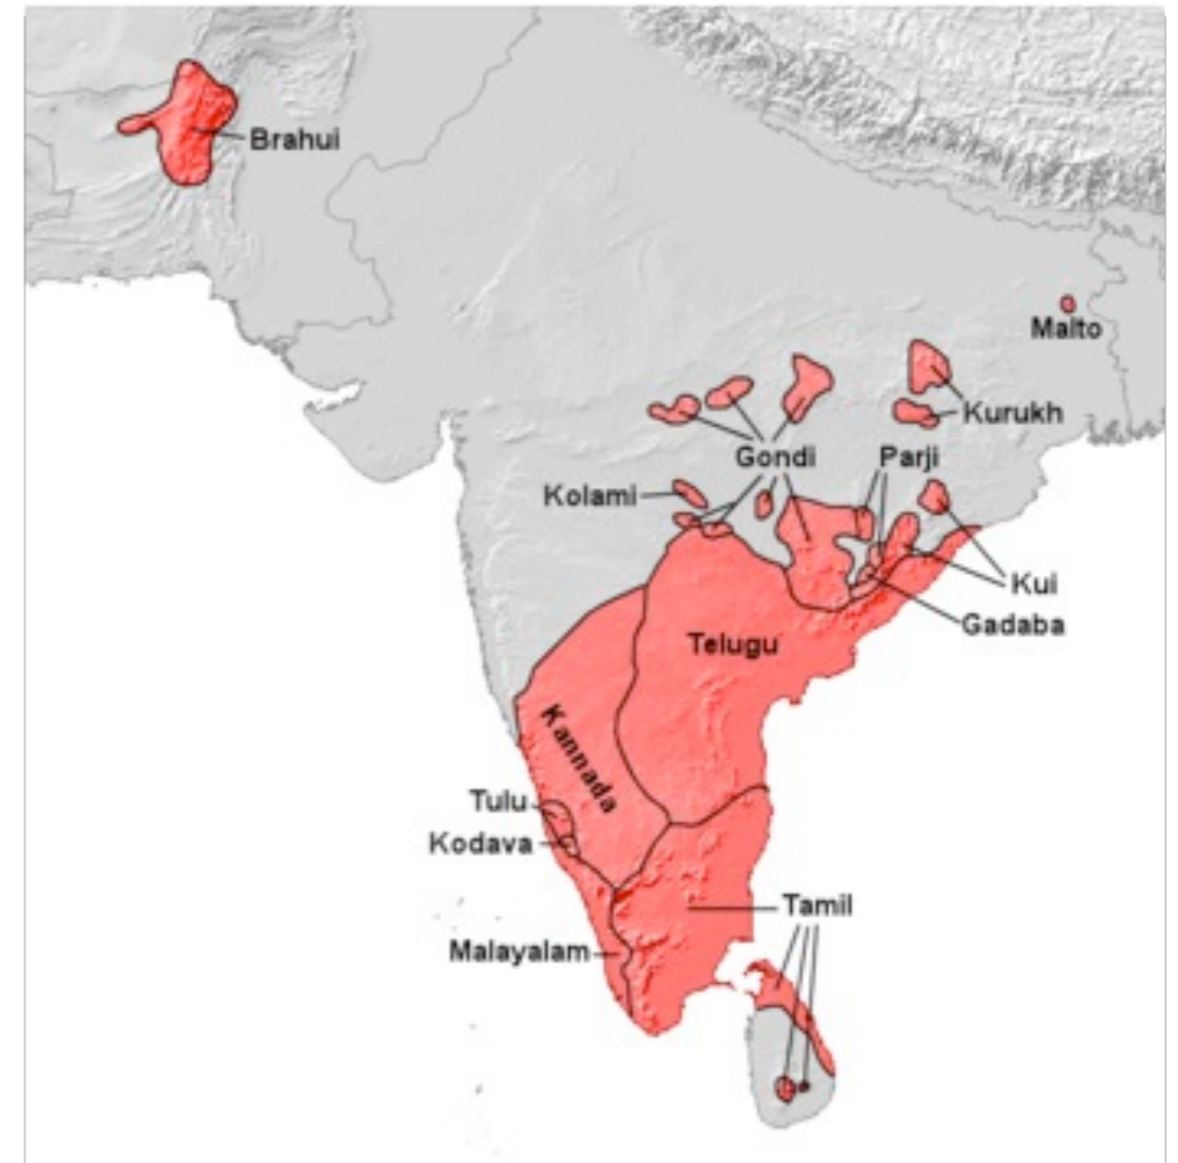 Brahui
Malto
Kurukh
Gondi
Parji
Kolami
Kui
Gadaba
Telugu
Kannada
Tulu
Kodava
Tamil
Malayalam